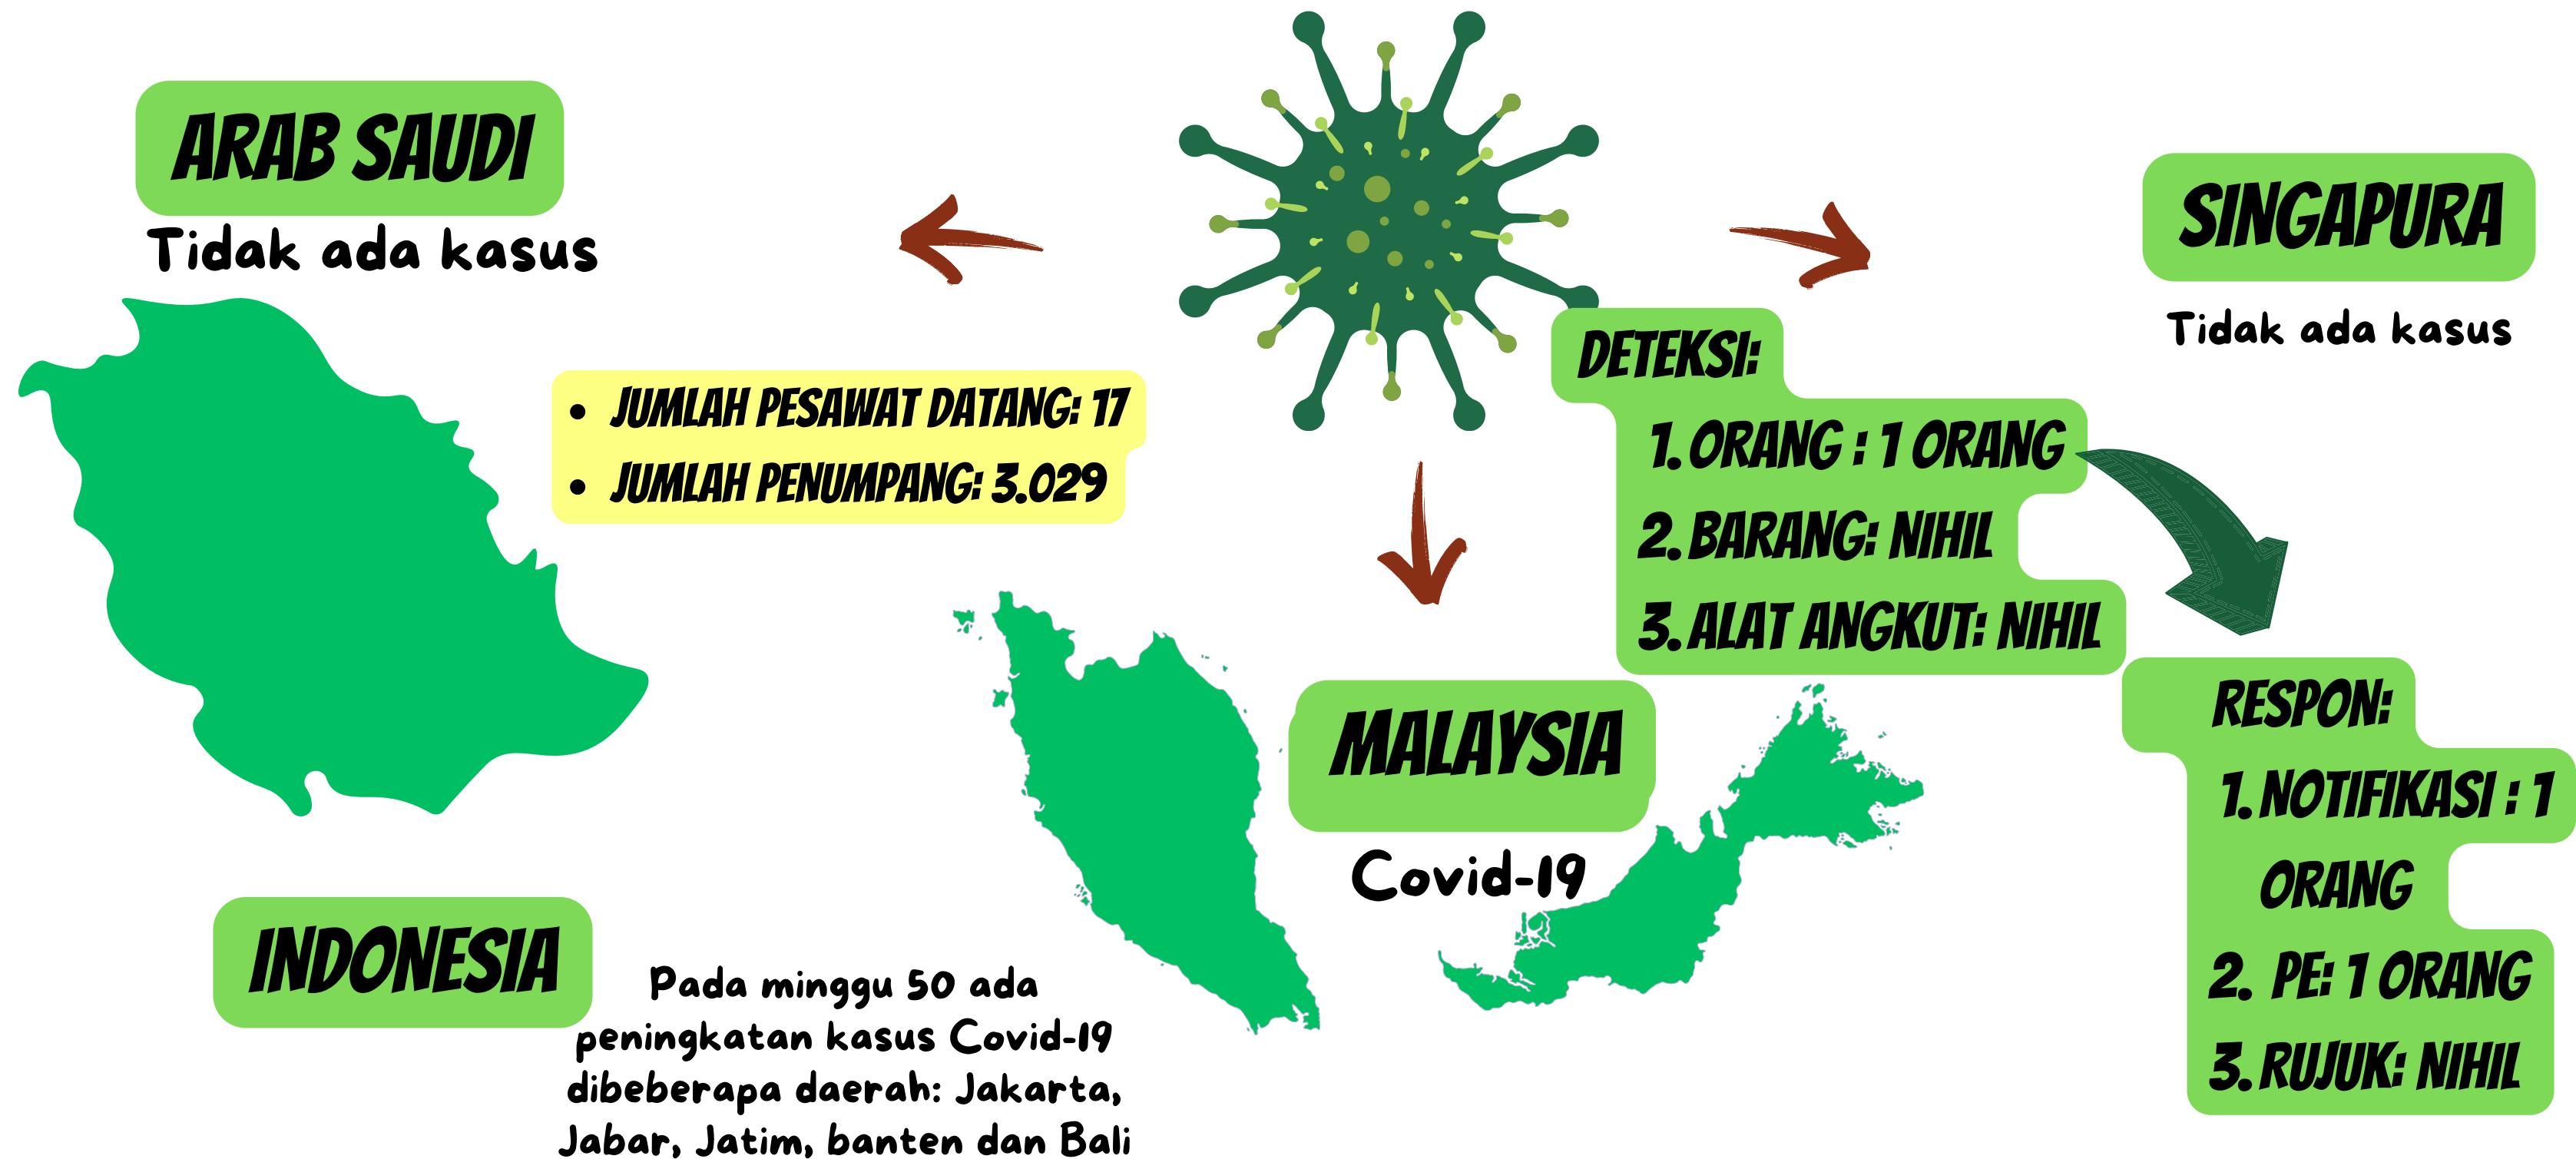 ARAB SAUDI
Tidak ada kasus
SINGAPURA
Tidak ada kasus
• JUMLAH PESAWAT DATANG: 17
• JUMLAH PENUMPANG: 3.029
DETEKSI:
1. ORANG : 1 ORANG
2. BARANG: NIHIL
3. ALAT ANGKUT: NIHIL
MALAYSIA
Covid-19
RESPON:
1. NOTIFIKASI : 1
ORANG
2. PE: 1 ORANG
3. RUJUK: NIHIL
INDONESIA
Pada minggu 50 ada
peningkatan kasus Covid-19
dibeberapa daerah: Jakarta,
Jabar, Jatim, banten dan Bali